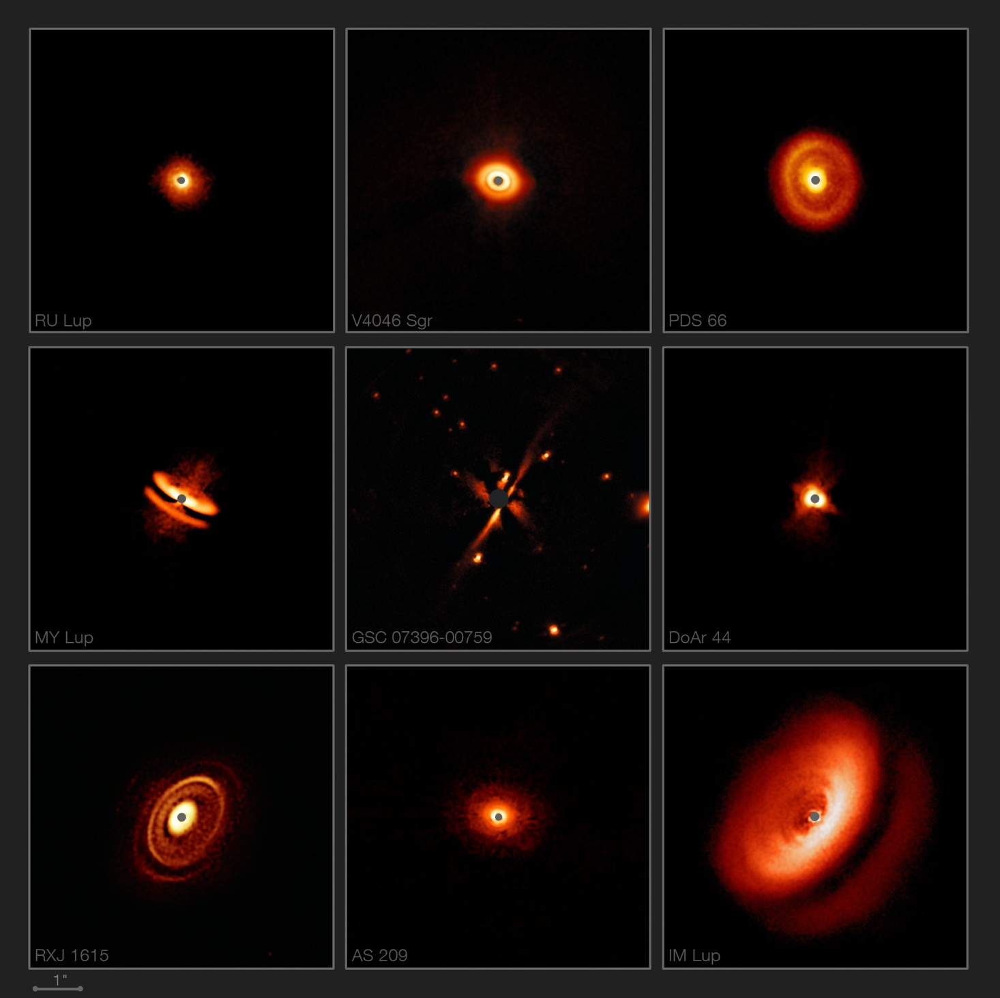 RU Lup
V4046 Sgr
PDS 66
MY Lup
GSC 07396-00759
DoAr 44
RXJ 1615
AS 209
IM Lup
1"